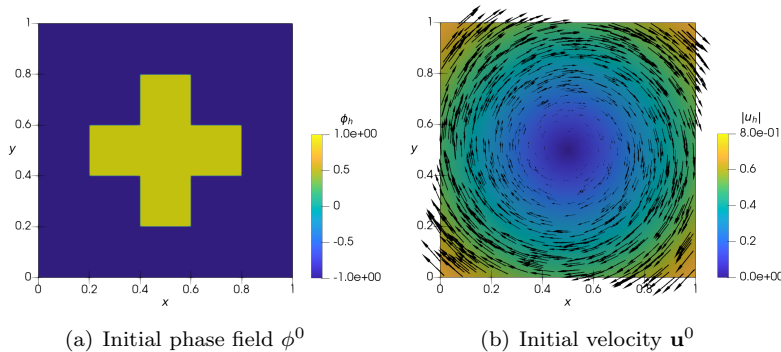 1
0.8
0.6
y
0.4
0.2
0
0
0.2
0.4
0.6
0.8
1
x
ϕh
1.0e+00
0.5
0
−0.5
-1.0e+00
1
0.8
0.6
y
0.4
0.2
0
0
0.2
0.4
0.6
0.8
1
x
|uh|
8.0e-01
0.6
0.4
0.2
0.0e+00
(a) Initial phase field ϕ⁰
(b) Initial velocity u⁰